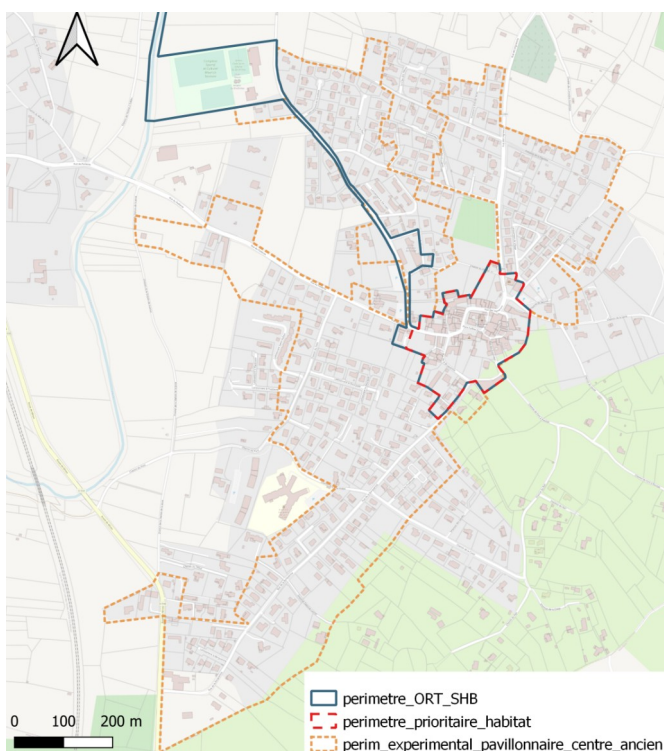 perimetre_ORT_SHB
perimetre_prioritaire_habitat
perim_experimental_pavillonnaire_centre_ancien
0 100 200 m